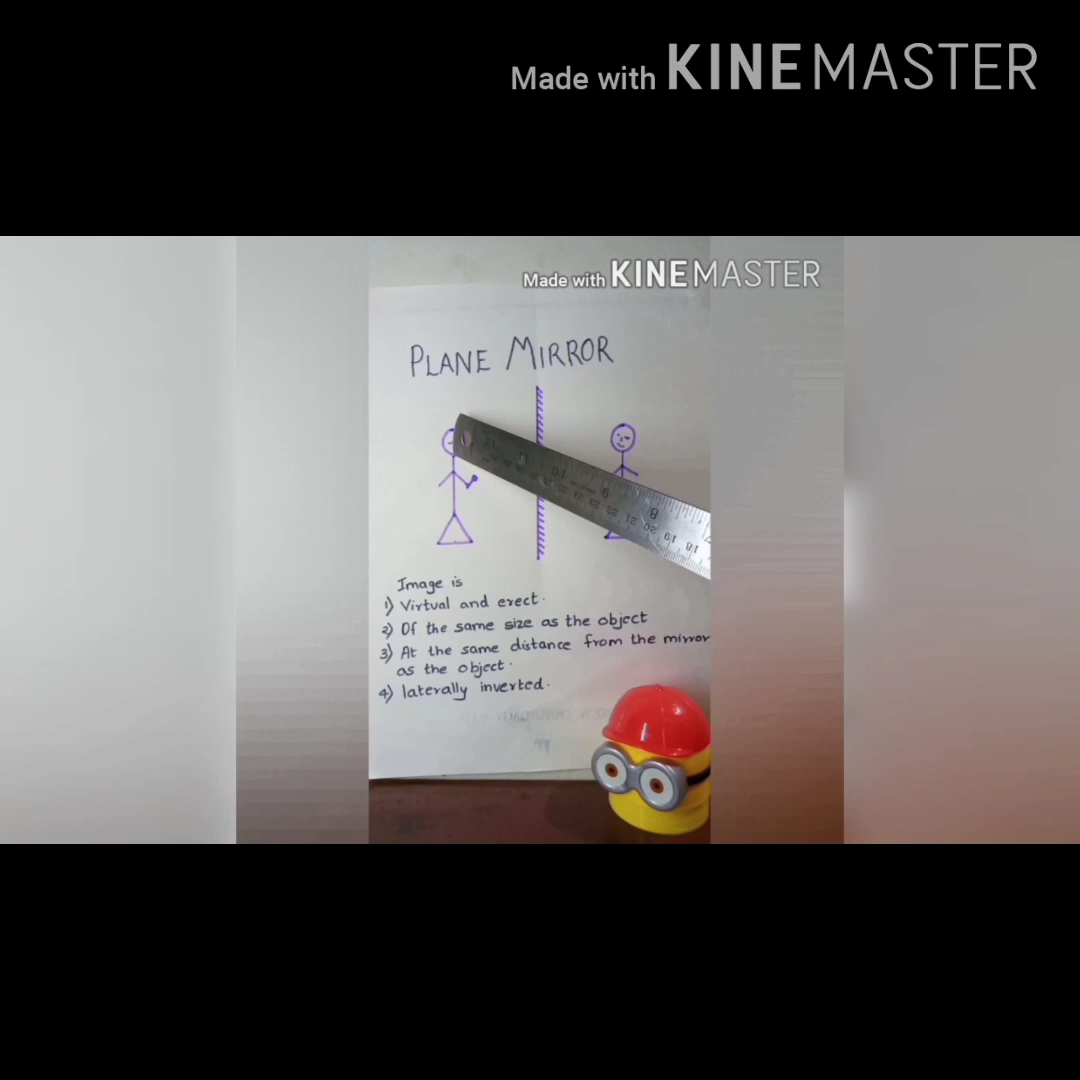 Made with KINEMASTER
Made with KINEMASTER
PLANE MIRROR
Image is
1) Virtual and erect.
2) Of the same size as the object
3) At the same distance from the mirror
as the object.
4) laterally inverted.